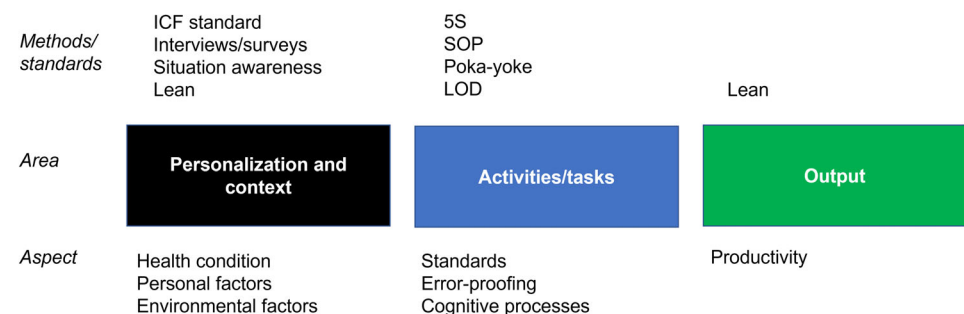 Methods/
standards
ICF standard
Interviews/surveys
Situation awareness
Lean
5S
SOP
Poka-yoke
LOD
Lean
Area
Personalization and
context
Activities/tasks
Output
Aspect
Health condition
Personal factors
Environmental factors
Standards
Error-proofing
Cognitive processes
Productivity